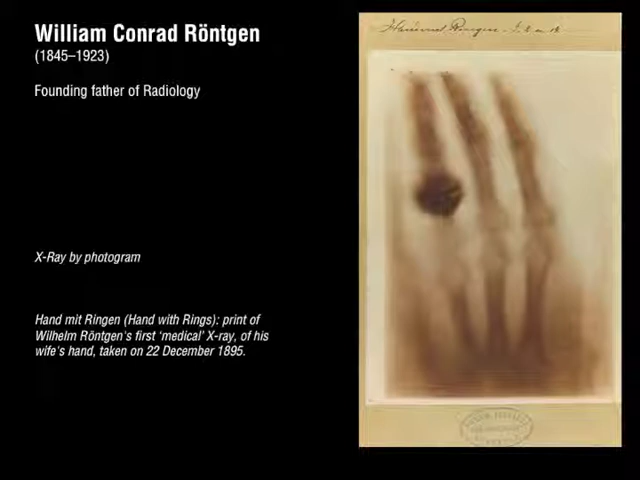 William Conrad Röntgen
(1845–1923)
Founding father of Radiology
X-Ray by photogram
Hand mit Ringen (Hand with Rings): print of
Wilhelm Röntgen's first 'medical' X-ray, of his
wife's hand, taken on 22 December 1895.